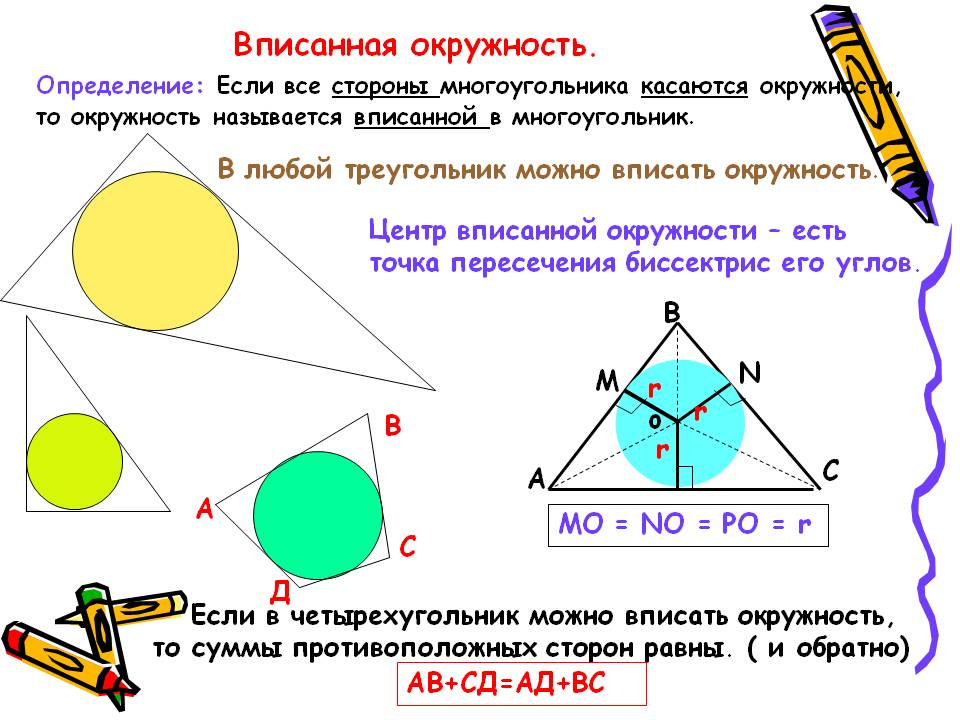 Вписанная окружность.
Определение: Если все стороны многоугольника касаются окружности,
то окружность называется вписанной в многоугольник.
В любой треугольник можно вписать окружность.
Центр вписанной окружности – есть
точка пересечения биссектрис его углов.
B
M
N
r
r
o
r
A
C
MO = NO = PO = r
В
А
С
Д
Если в четырехугольник можно вписать окружность,
то суммы противоположных сторон равны. ( и обратно)
АВ+СД=АД+ВС